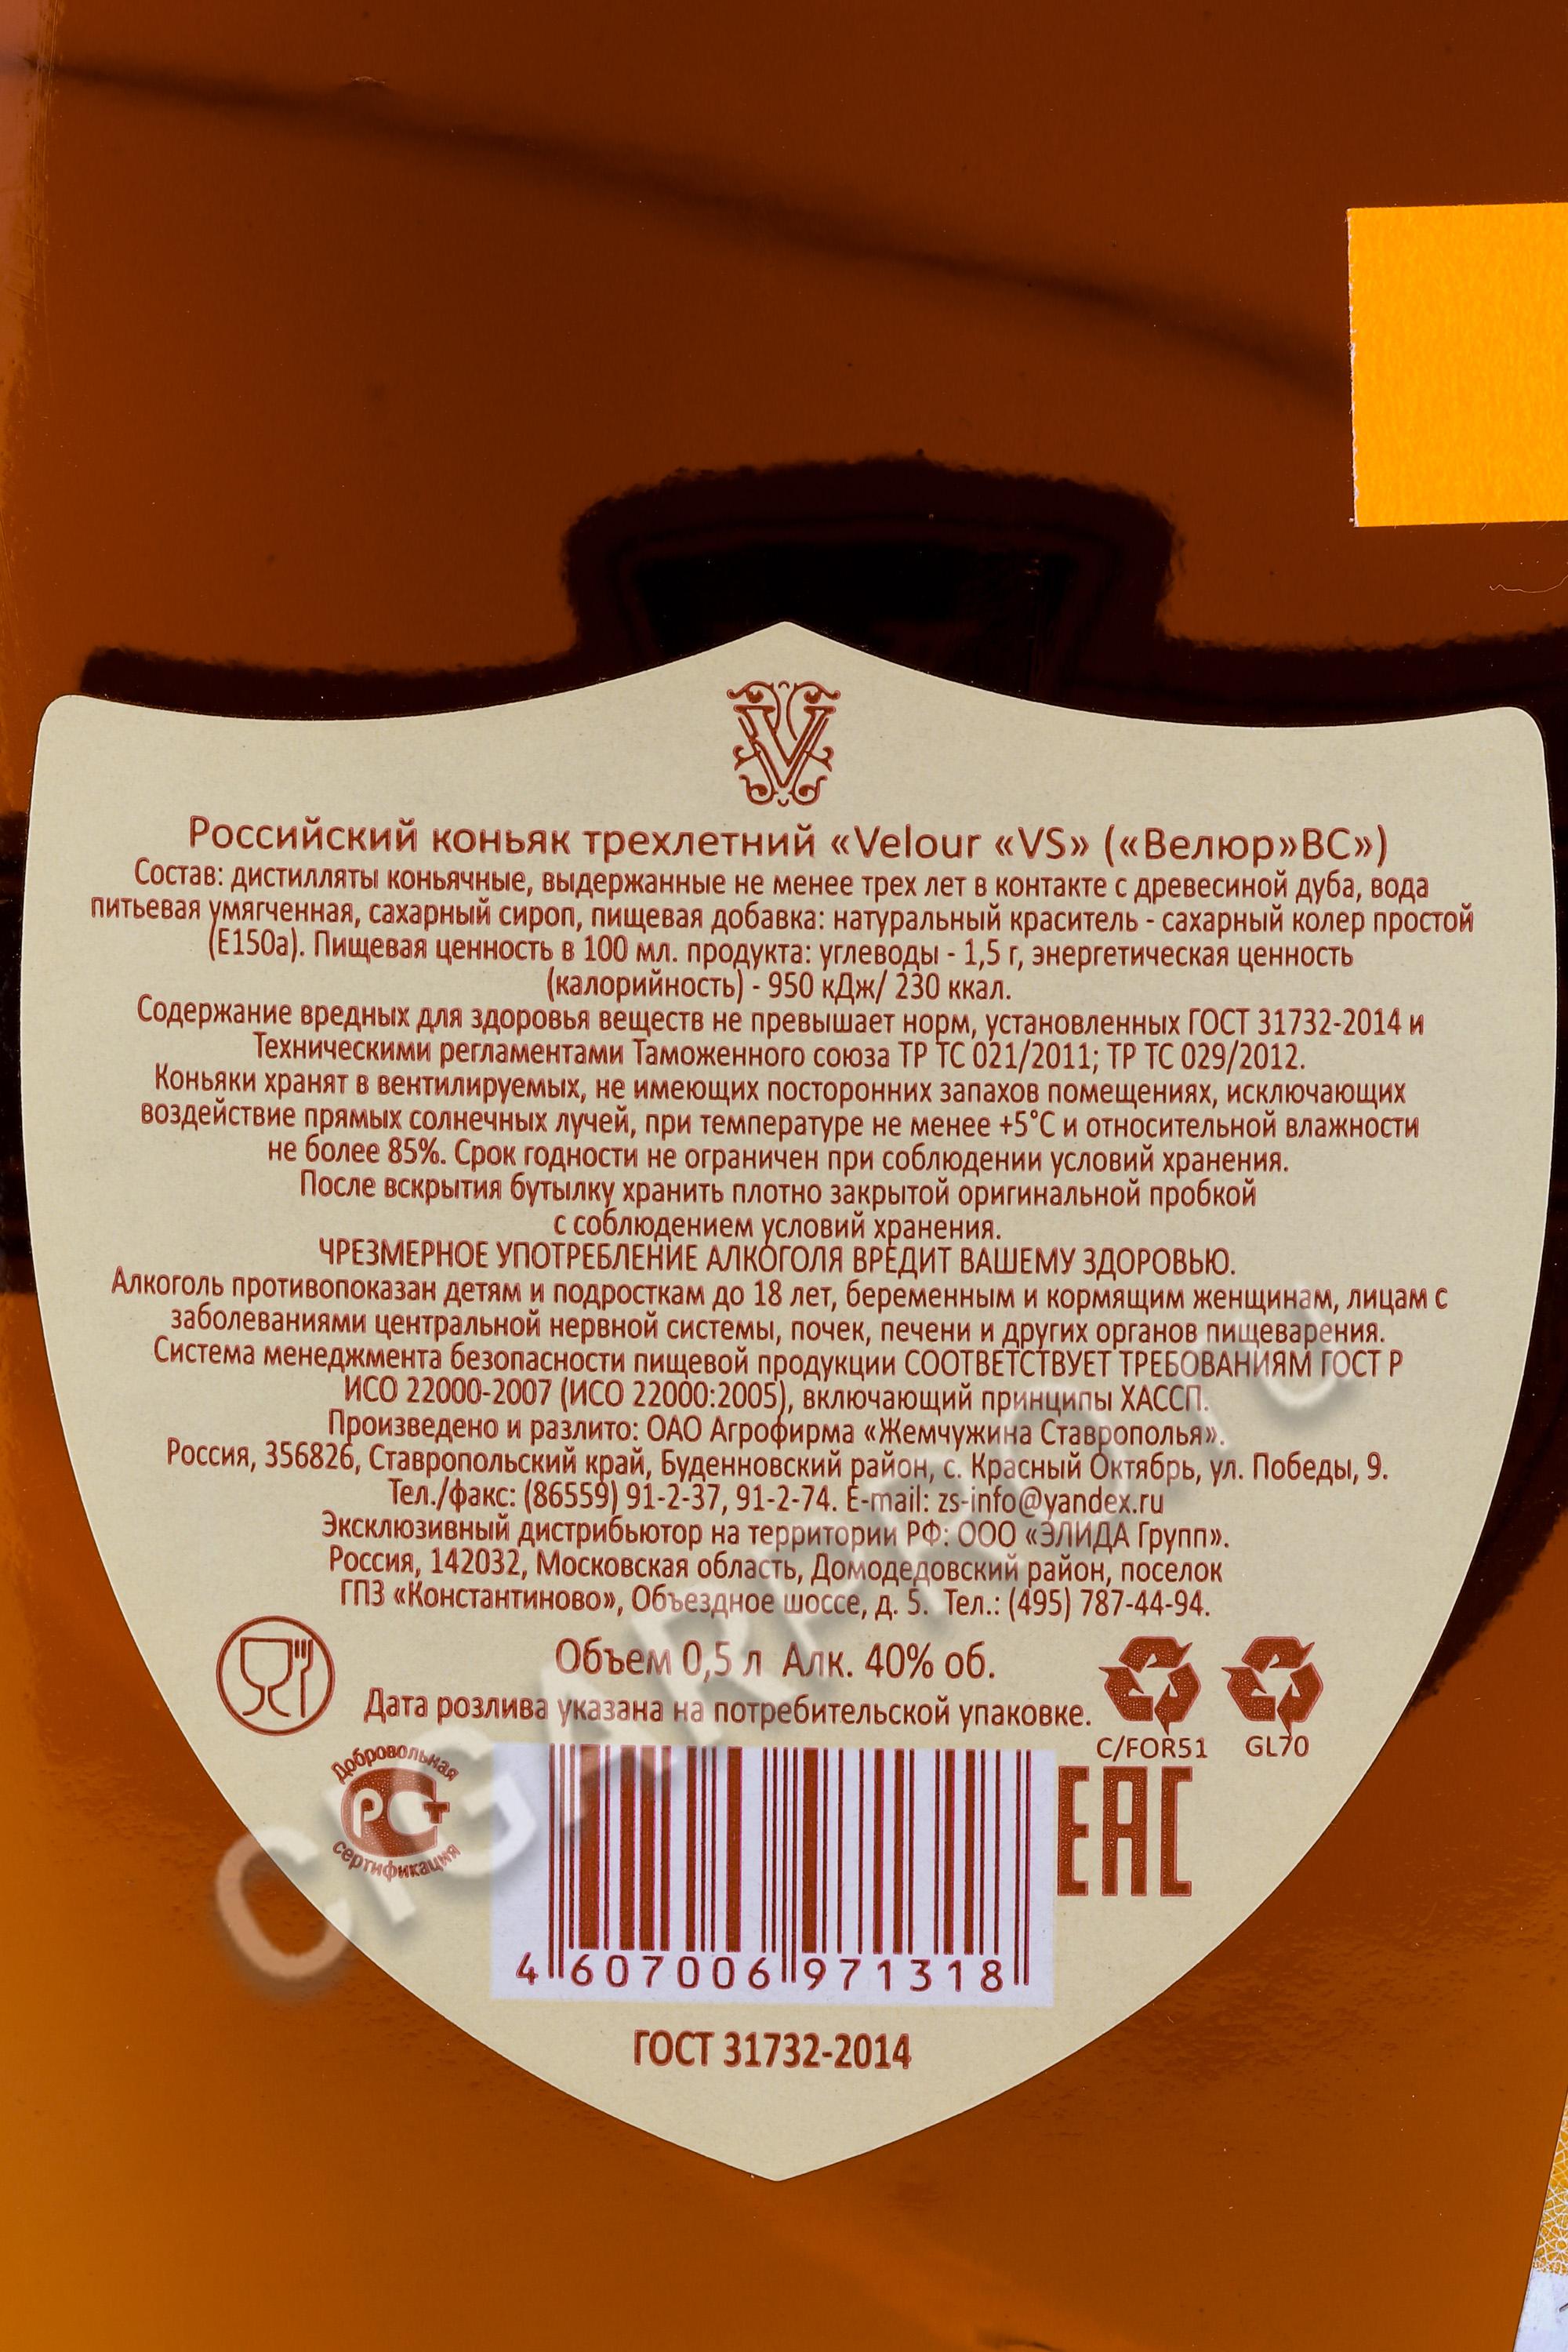 V
Российский коньяк трехлетний «Velour «VS» («Велюр»ВС»)
Состав: дистилляты коньячные, выдержанные не менее трех лет в контакте с древесиной дуба, вода
питьевая умягченная, сахарный сироп, пищевая добавка: натуральный краситель - сахарный колер простой
(Е150а). Пищевая ценность в 100 мл. продукта: углеводы - 1,5 г, энергетическая ценность
(калорийность) - 950 кДж/ 230 ккал.
Содержание вредных для здоровья веществ не превышает норм, установленных ГОСТ 31732-2014 и
Техническими регламентами Таможенного союза ТР ТС 021/2011; ТР ТС 029/2012.
Коньяки хранят в вентилируемых, не имеющих посторонних запахов помещениях, исключающих
воздействие прямых солнечных лучей, при температуре не менее +5°С и относительной влажности
не более 85%. Срок годности не ограничен при соблюдении условий хранения.
После вскрытия бутылку хранить плотно закрытой оригинальной пробкой
с соблюдением условий хранения.
ЧРЕЗМЕРНОЕ УПОТРЕБЛЕНИЕ АЛКОГОЛЯ ВРЕДИТ ВАШЕМУ ЗДОРОВЬЮ.
Алкоголь противопоказан детям и подросткам до 18 лет, беременным и кормящим женщинам, лицам с
заболеваниями центральной нервной системы, почек, печени и других органов пищеварения.
Система менеджмента безопасности пищевой продукции СООТВЕТСТВУЕТ ТРЕБОВАНИЯМ ГОСТ Р
ИСО 22000-2007 (ИСО 22000:2005), включающий принципы ХАССП.
Произведено и разлито: ОАО Агрофирма «Жемчужина Ставрополья».
Россия, 356826, Ставропольский край, Буденновский район, с. Красный Октябрь, ул. Победы, 9.
Тел./факс: (86559) 91-2-37, 91-2-74. E-mail: zs-info@yandex.ru
Эксклюзивный дистрибьютор на территории РФ: ООО «ЭЛИДА Групп».
Россия, 142032, Московская область, Домодедовский район, поселок
ГПЗ «Константиново», Объездное шоссе, д. 5. Тел.: (495) 787-44-94.
Объем 0,5 л Алк. 40% об.
Дата розлива указана на потребительской упаковке.
C/FOR51 GL70
Добровольная
РСТ
сертификация
EAC
4 607006 971318
ГОСТ 31732-2014
CIGARPRO.RU